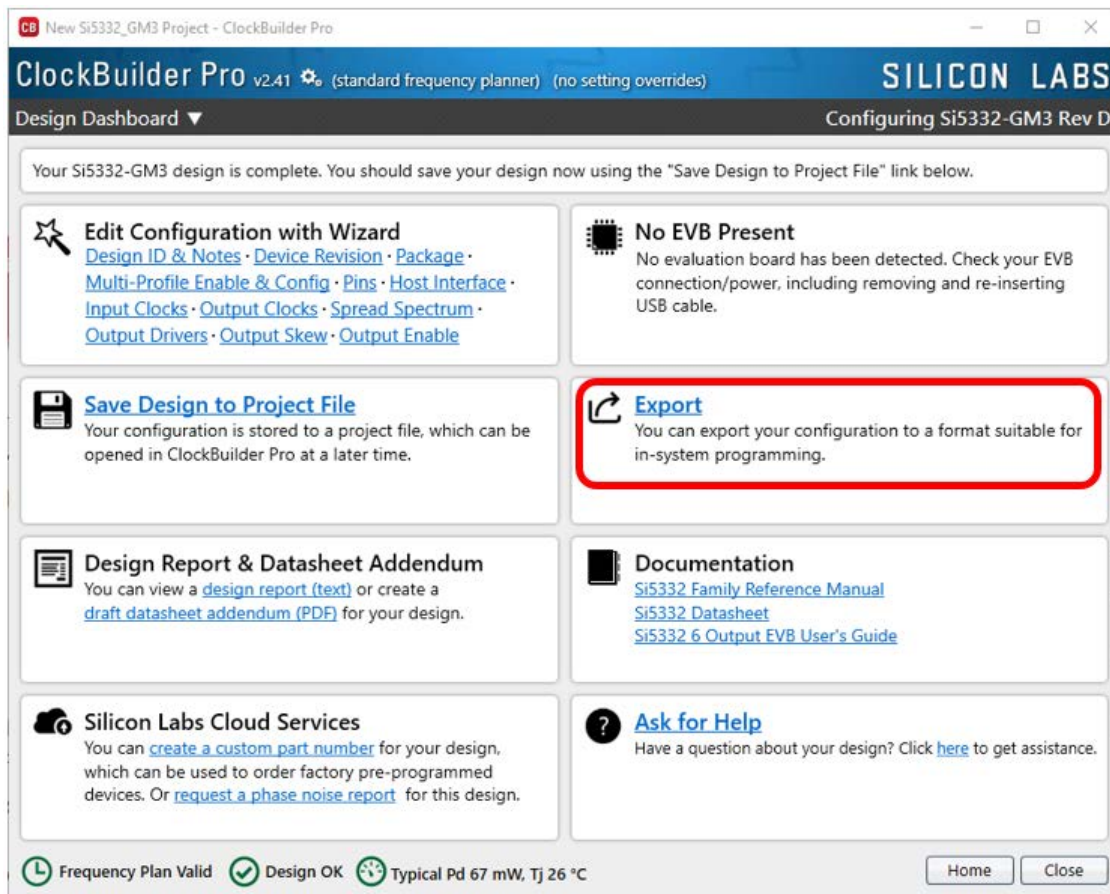 CB New Si5332_GM3 Project - ClockBuilder Pro
ClockBuilder Pro v2.41 (standard frequency planner) (no setting overrides)
SILICON LABS
Design Dashboard ▼
Configuring Si5332-GM3 Rev D
Your Si5332-GM3 design is complete. You should save your design now using the "Save Design to Project File" link below.
Edit Configuration with Wizard
Design ID & Notes · Device Revision · Package ·
Multi-Profile Enable & Config · Pins · Host Interface ·
Input Clocks · Output Clocks · Spread Spectrum ·
Output Drivers · Output Skew · Output Enable
No EVB Present
No evaluation board has been detected. Check your EVB
connection/power, including removing and re-inserting
USB cable.
Save Design to Project File
Your configuration is stored to a project file, which can be
opened in ClockBuilder Pro at a later time.
Export
You can export your configuration to a format suitable for
in-system programming.
Design Report & Datasheet Addendum
You can view a design report (text) or create a
draft datasheet addendum (PDF) for your design.
Documentation
Si5332 Family Reference Manual
Si5332 Datasheet
Si5332 6 Output EVB User's Guide
Silicon Labs Cloud Services
You can create a custom part number for your design,
which can be used to order factory pre-programmed
devices. Or request a phase noise report for this design.
? Ask for Help
Have a question about your design? Click here to get assistance.
Frequency Plan Valid
Design OK
Typical Pd 67 mW, Tj 26 °C
Home
Close